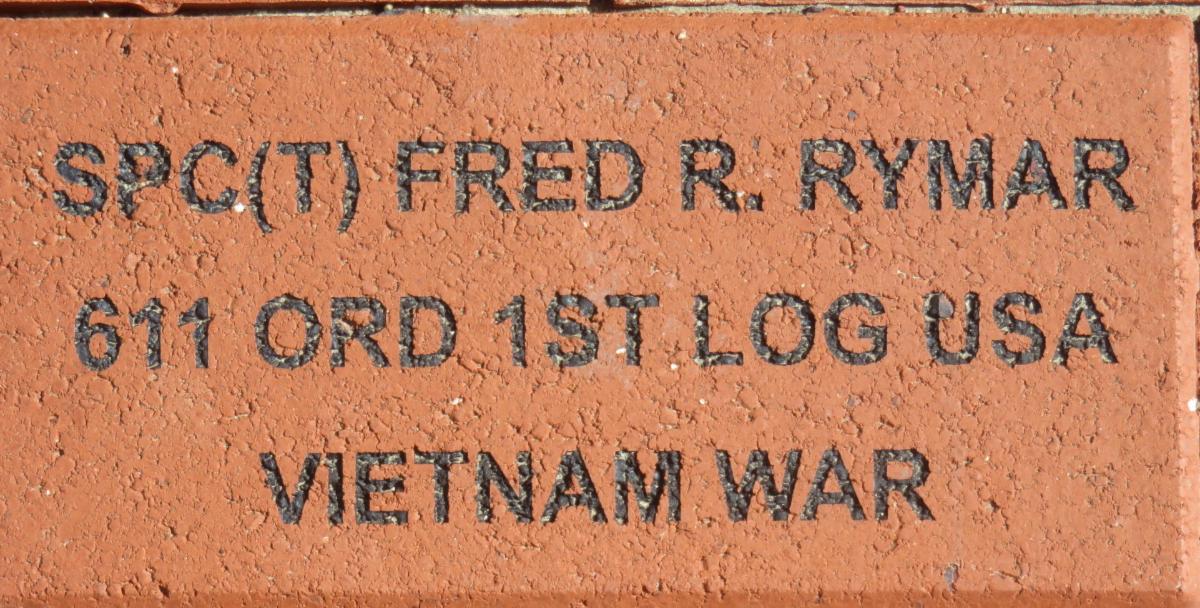 SPC(T) FRED R. RYMAR
611 ORD 1ST LOG USA
VIETNAM WAR